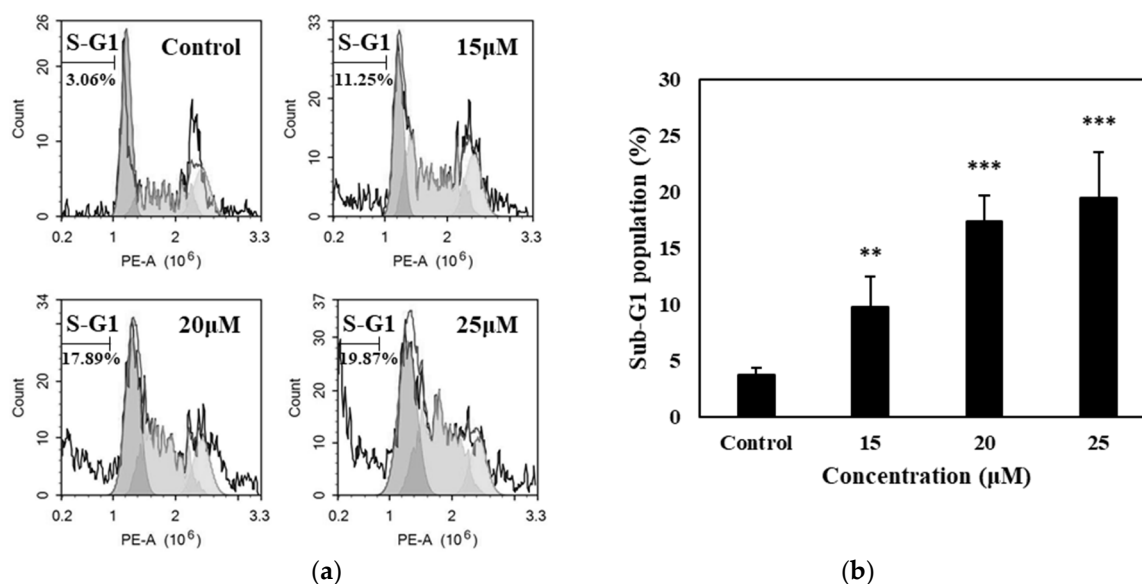 26
S-G1
Control
3.06%
20
10
0
Count
0.2
1
2
3.3
PE-A (10⁶)
33
S-G1
15μM
11.25%
20
10
0
Count
0.2
1
2
3.3
PE-A (10⁶)
34
S-G1
20μM
17.89%
20
10
0
Count
0.2
1
2
3.3
PE-A (10⁶)
37
S-G1
25μM
30
19.87%
20
10
0
Count
0.2
1
2
3.3
PE-A (10⁶)
(a)
Sub-G1 population (%)
30
25
20
15
10
5
0
**
***
***
Control
15
20
25
Concentration (μM)
(b)